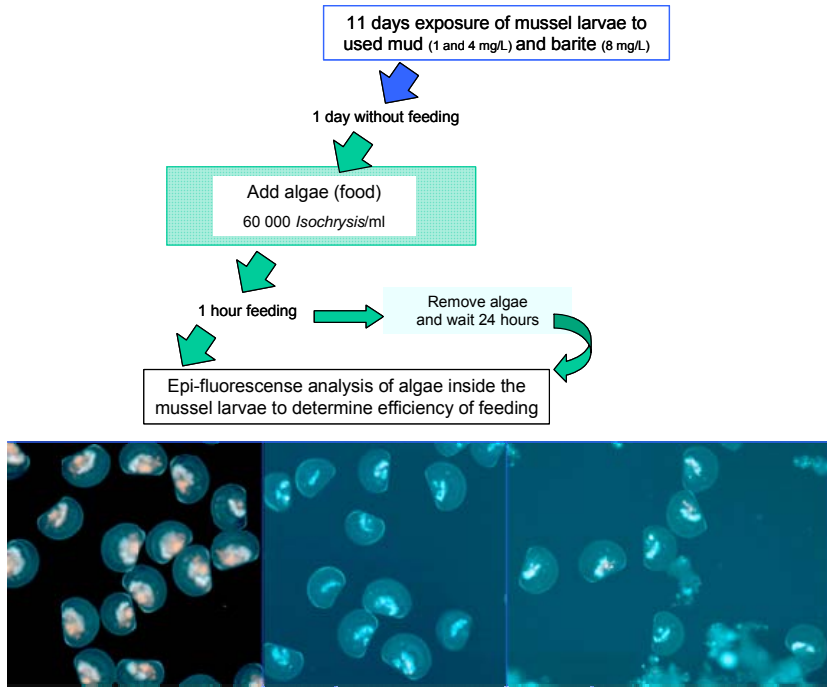 11 days exposure of mussel larvae to
used mud (1 and 4 mg/L) and barite (8 mg/L)
1 day without feeding
Add algae (food)
60 000 Isochrysis/ml
1 hour feeding
Remove algae
and wait 24 hours
Epi-fluorescense analysis of algae inside the
mussel larvae to determine efficiency of feeding